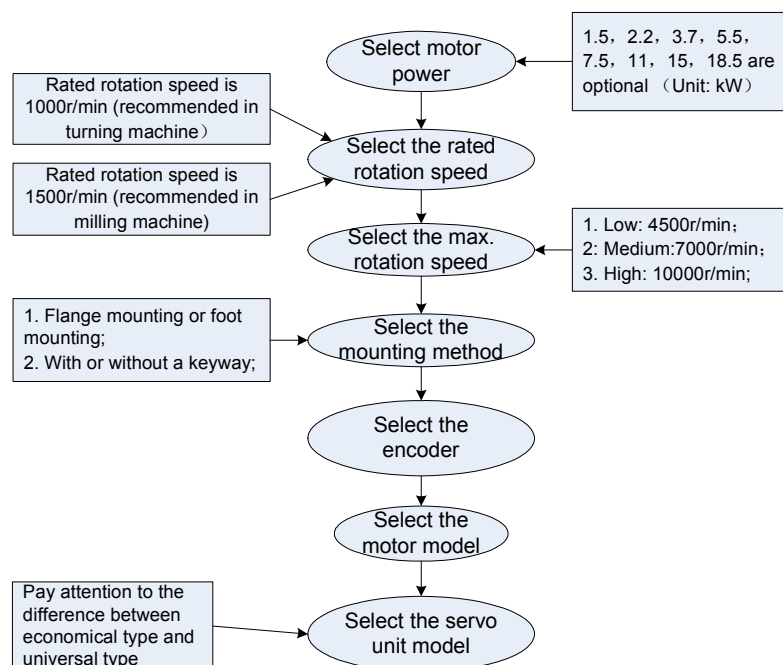 Select motor
power
1.5，2.2，3.7，5.5，
7.5，11，15，18.5 are
optional （Unit: kW）
Rated rotation speed is
1000r/min (recommended in
turning machine）
Select the rated
rotation speed
Rated rotation speed is
1500r/min (recommended in
milling machine)
Select the max.
rotation speed
1. Low: 4500r/min；
2: Medium:7000r/min；
3. High: 10000r/min;
1. Flange mounting or foot
mounting;
2. With or without a keyway;
Select the
mounting method
Select the
encoder
Select the
motor model
Pay attention to the
difference between
economical type and
universal type
Select the servo
unit model